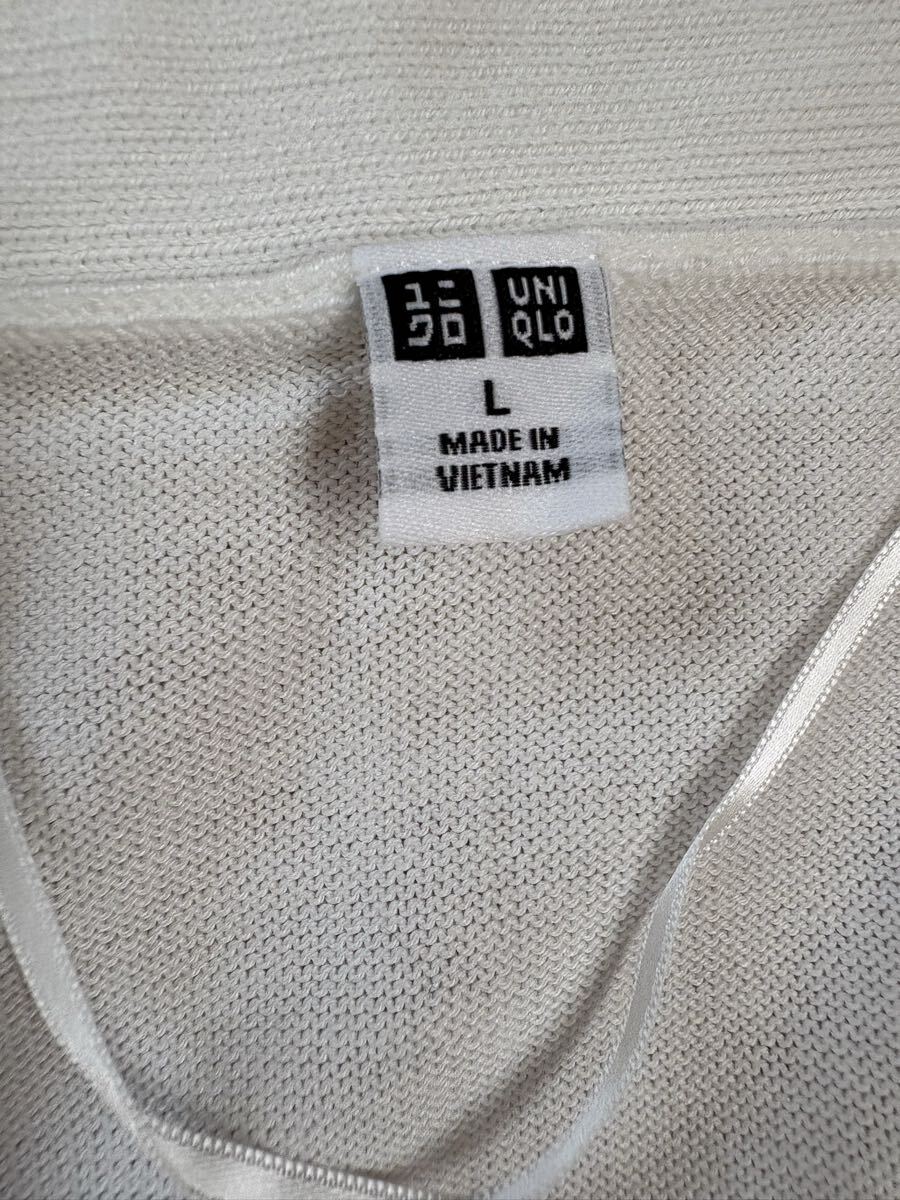 ユニ UNI
クロ QLO
L
MADE IN
VIETNAM